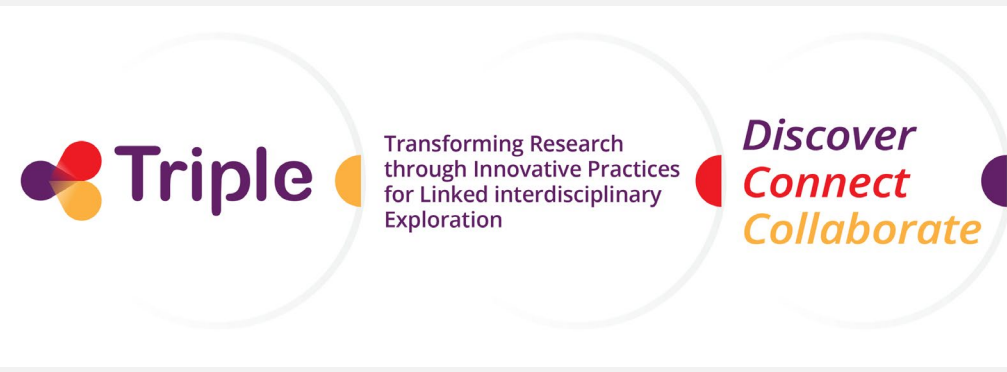 Triple
Transforming Research
through Innovative Practices
for Linked interdisciplinary
Exploration
Discover
Connect
Collaborate